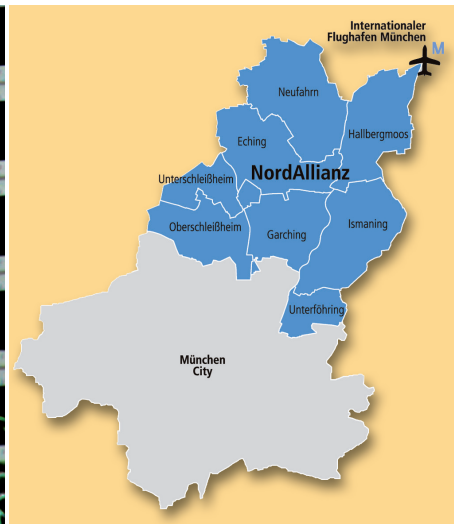 Internationaler
Flughafen München
M
Neufahrn
Hallbergmoos
Eching
NordAllianz
Unterschleißheim
Oberschleißheim
Garching
Ismaning
Unterföhring
München
City